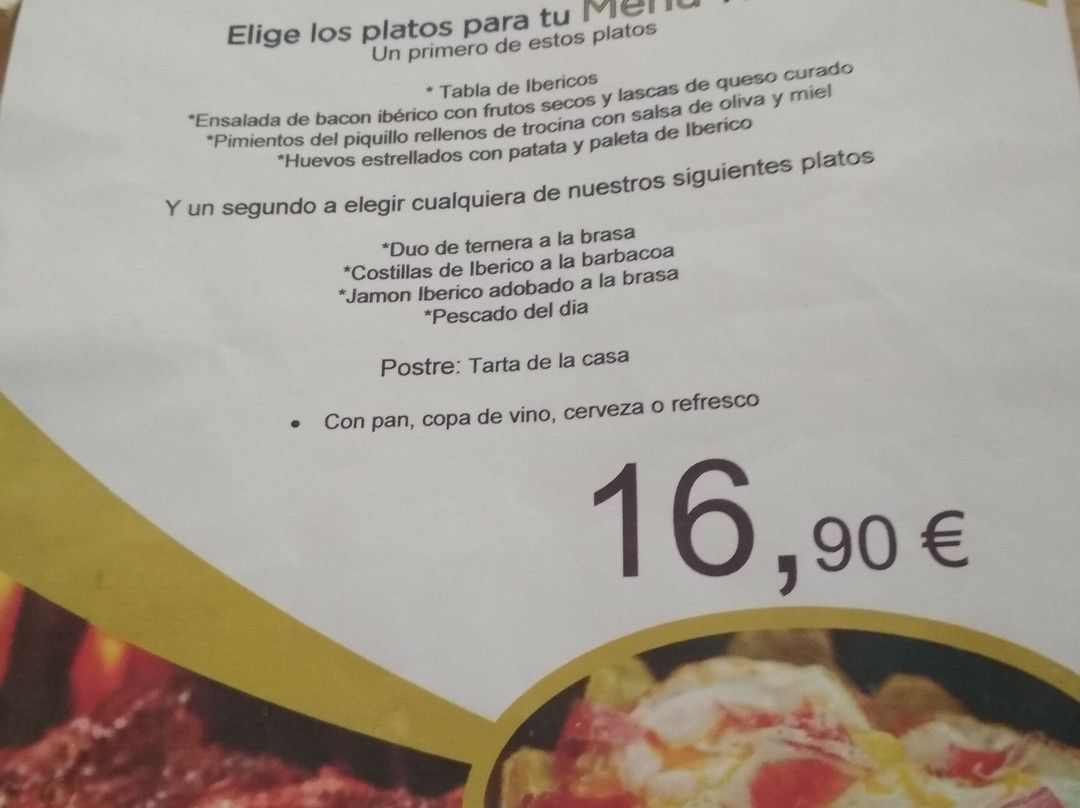 Elige los platos para tu Menú
Un primero de estos platos
* Tabla de Ibericos
*Ensalada de bacon ibérico con frutos secos y lascas de queso curado
*Pimientos del piquillo rellenos de trocina con salsa de oliva y miel
*Huevos estrellados con patata y paleta de Iberico
Y un segundo a elegir cualquiera de nuestros siguientes platos
*Duo de ternera a la brasa
*Costillas de Iberico a la barbacoa
*Jamon Iberico adobado a la brasa
*Pescado del dia
Postre: Tarta de la casa
• Con pan, copa de vino, cerveza o refresco
16,90 €